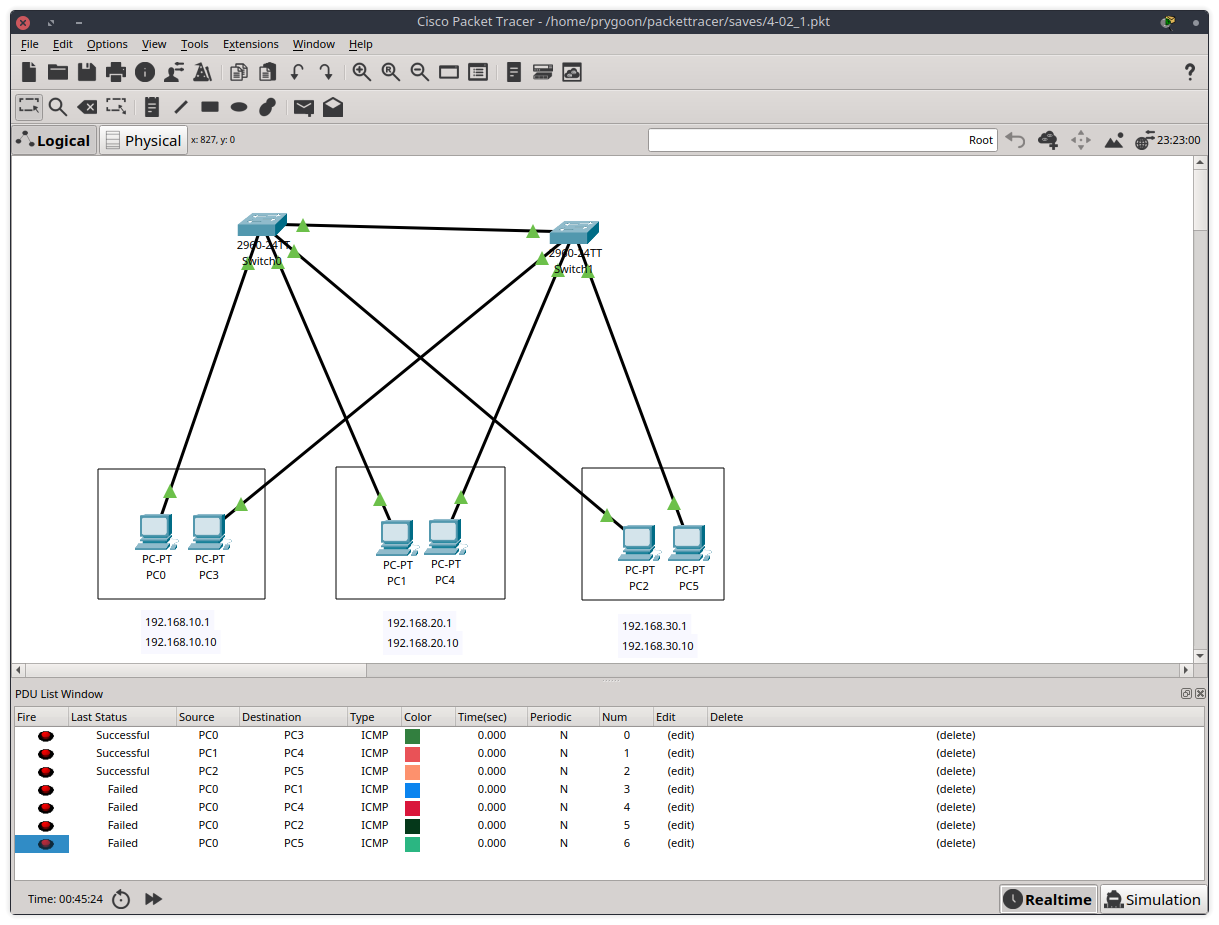 Cisco Packet Tracer - /home/prygoon/packettracer/saves/4-02_1.pkt
File Edit Options View Tools Extensions Window Help
Logical Physical x: 827, y: 0 Root 23:23:00
2960-24TT
Switch0
2960-24TT
Switch1
PC-PT
PC0
PC-PT
PC3
PC-PT
PC1
PC-PT
PC4
PC-PT
PC2
PC-PT
PC5
192.168.10.1
192.168.10.10
192.168.20.1
192.168.20.10
192.168.30.1
192.168.30.10
PDU List Window
Fire Last Status Source Destination Type Color Time(sec) Periodic Num Edit Delete
Successful PC0 PC3 ICMP 0.000 N 0 (edit) (delete)
Successful PC1 PC4 ICMP 0.000 N 1 (edit) (delete)
Successful PC2 PC5 ICMP 0.000 N 2 (edit) (delete)
Failed PC0 PC1 ICMP 0.000 N 3 (edit) (delete)
Failed PC0 PC4 ICMP 0.000 N 4 (edit) (delete)
Failed PC0 PC2 ICMP 0.000 N 5 (edit) (delete)
Failed PC0 PC5 ICMP 0.000 N 6 (edit) (delete)
Time: 00:45:24 Realtime Simulation